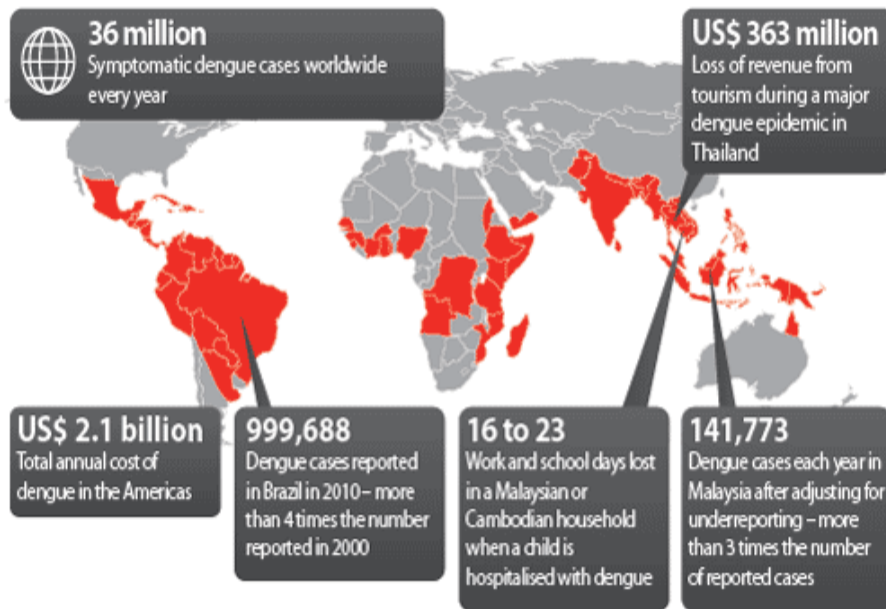 36 million
Symptomatic dengue cases worldwide
every year
US$ 363 million
Loss of revenue from
tourism during a major
dengue epidemic in
Thailand
US$ 2.1 billion
Total annual cost of
dengue in the Americas
999,688
Dengue cases reported
in Brazil in 2010 – more
than 4 times the number
reported in 2000
16 to 23
Work and school days lost
in a Malaysian or
Cambodian household
when a child is
hospitalised with dengue
141,773
Dengue cases each year in
Malaysia after adjusting for
underreporting – more
than 3 times the number
of reported cases